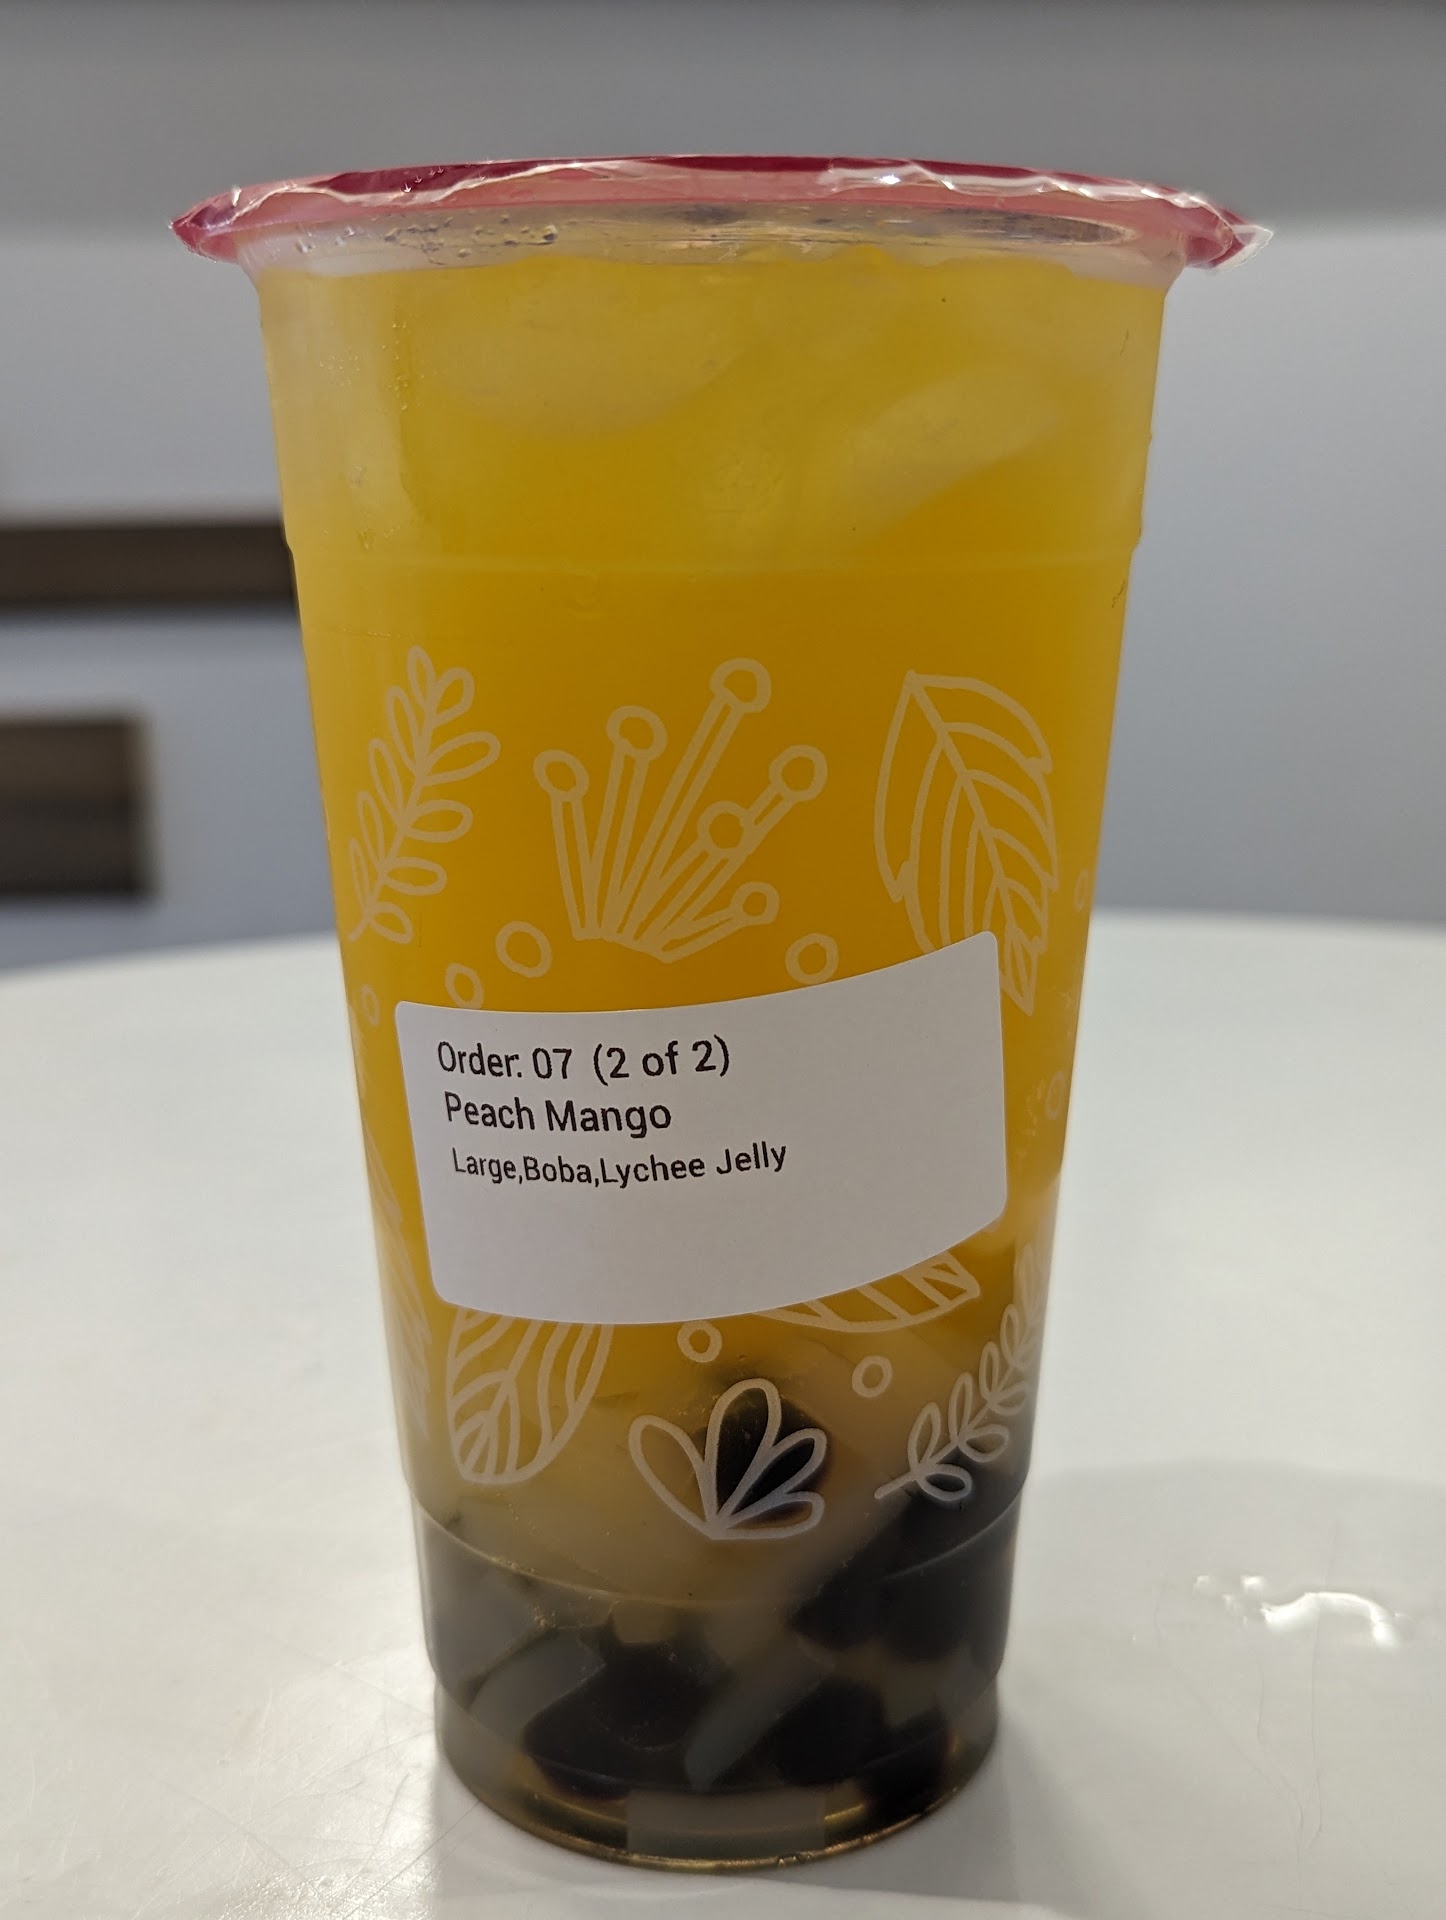 Order: 07 (2 of 2)
Peach Mango
Large,Boba,Lychee Jelly